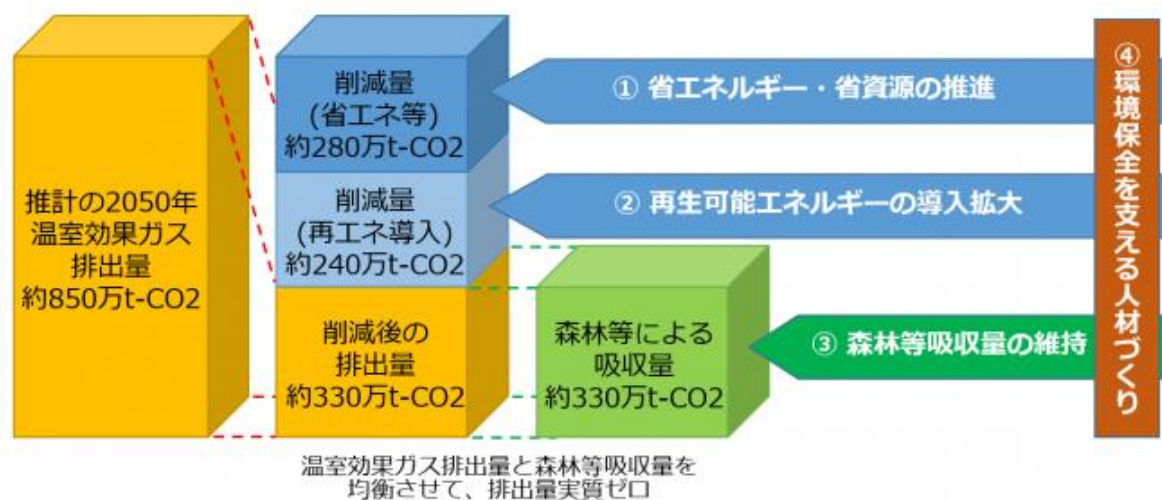 推計の2050年
温室効果ガス
排出量
約850万t-CO2
削減量
(省エネ等)
約280万t-CO2
削減量
(再エネ導入)
約240万t-CO2
削減後の
排出量
約330万t-CO2
森林等による
吸収量
約330万t-CO2
① 省エネルギー・省資源の推進
② 再生可能エネルギーの導入拡大
③ 森林等吸収量の維持
④環境保全を支える人材づくり
温室効果ガス排出量と森林等吸収量を
均衡させて、排出量実質ゼロ